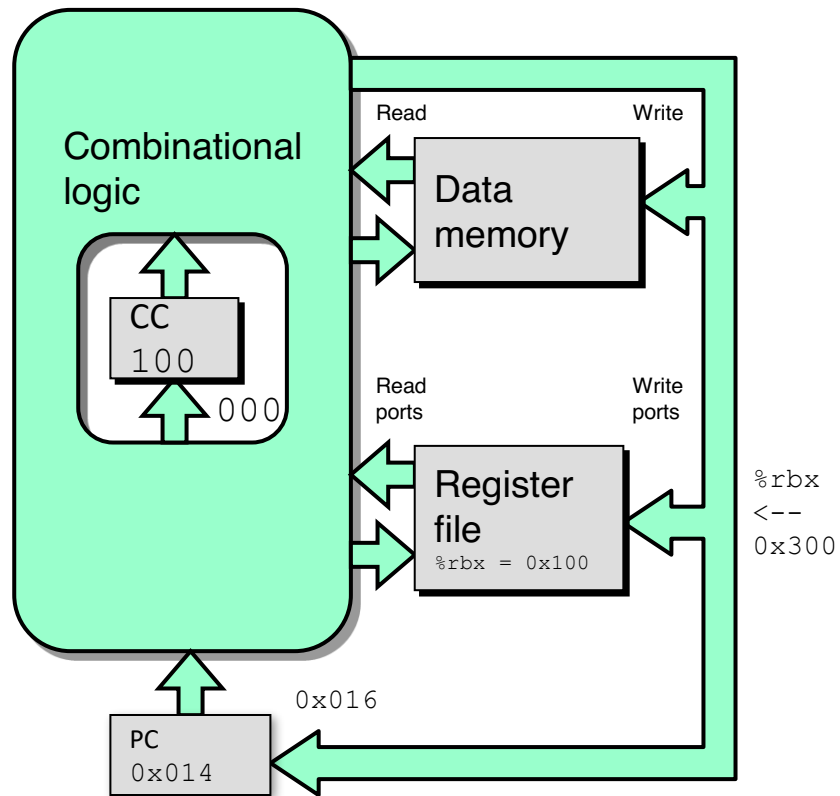 Combinational
logic
CC
100
000
Read
Write
Data
memory
Read
ports
Write
ports
Register
file
%rbx = 0x100
%rbx
<--
0x300
0x016
PC
0x014